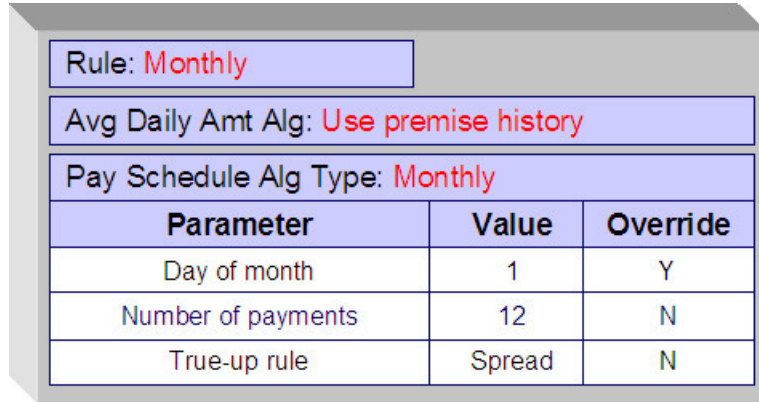 Rule: Monthly
Avg Daily Amt Alg: Use premise history
Pay Schedule Alg Type: Monthly
Parameter Value Override
Day of month 1 Y
Number of payments 12 N
True-up rule Spread N